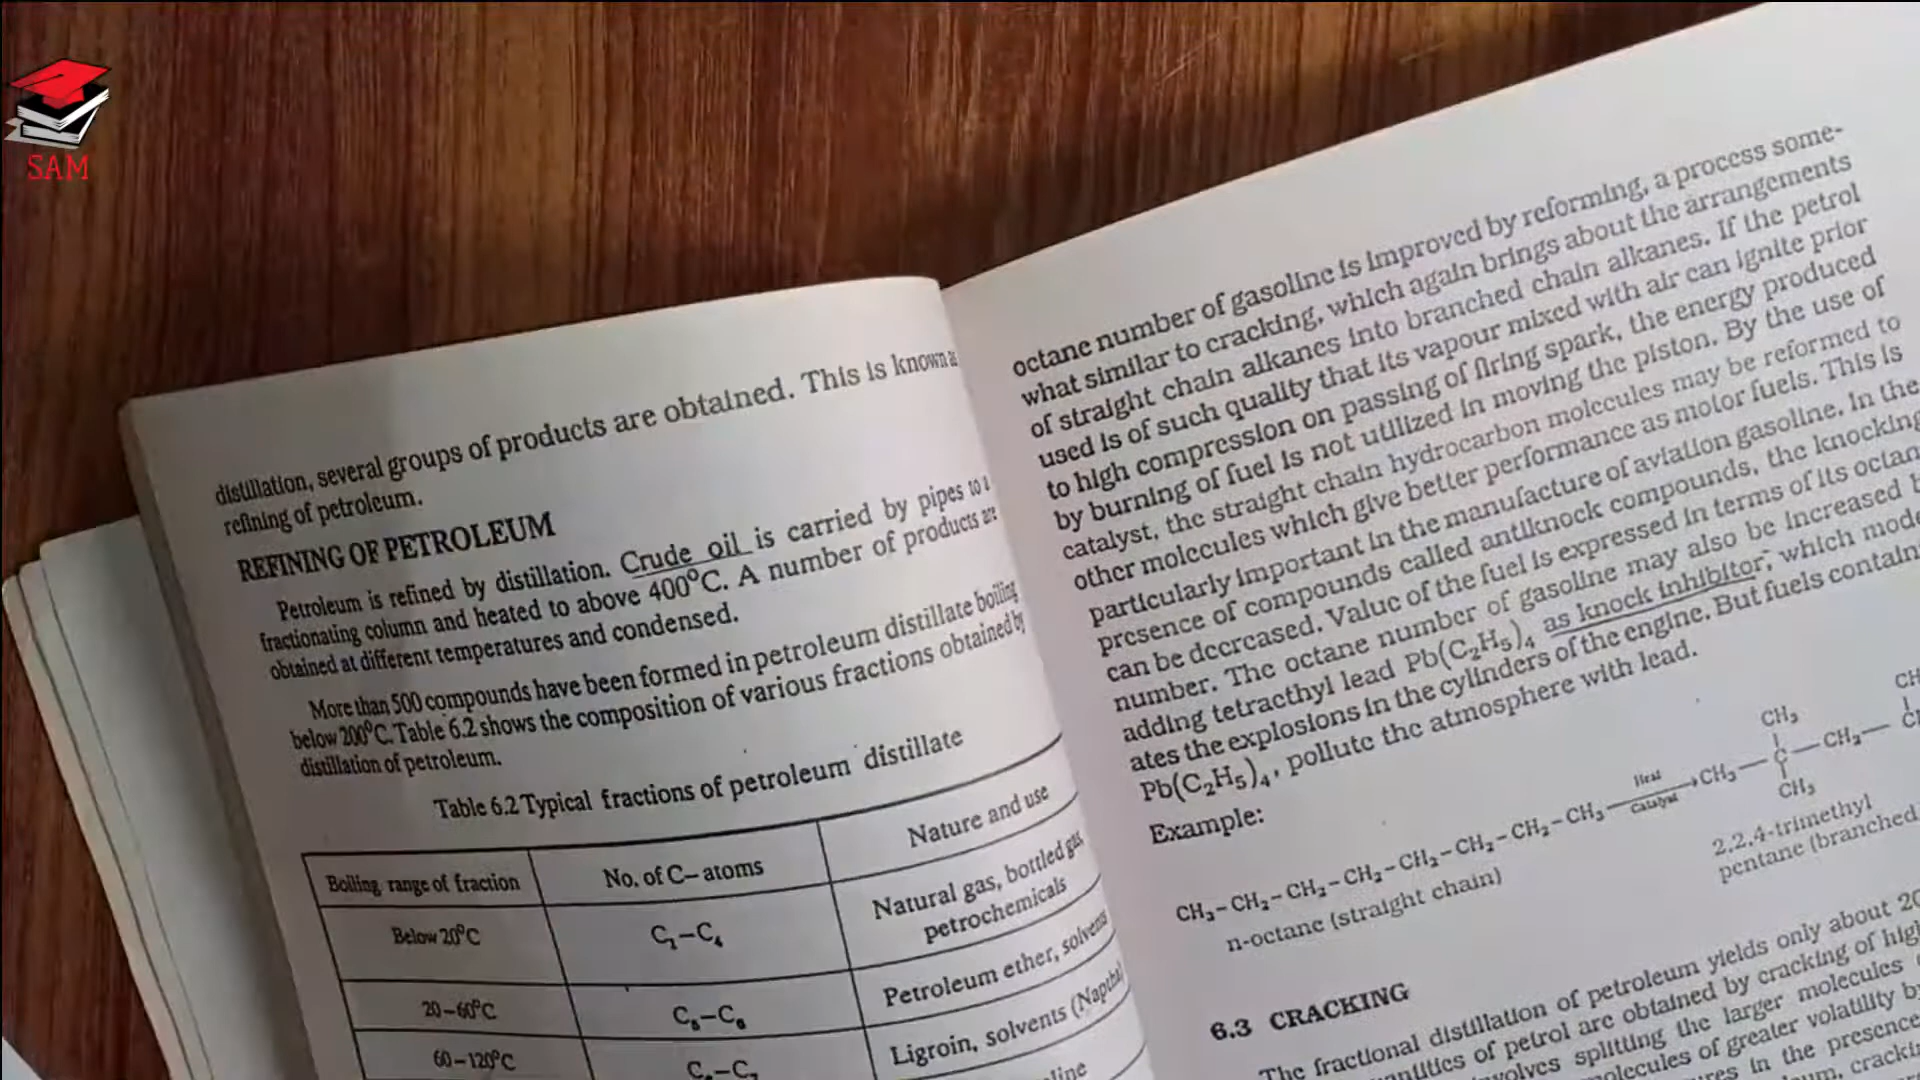 SAM
distillation, several groups of products are obtained. This is known
refining of petroleum.
REFINING OF PETROLEUM
Petroleum is refined by distillation. Crude oil is carried by pipes to
fractionating column and heated to above 400°C. A number of products are
obtained at different temperatures and condensed.
More than 500 compounds have been formed in petroleum distillate boiling
below 200°C. Table 6.2 shows the composition of various fractions obtained by
distillation of petroleum.
Table 6.2 Typical fractions of petroleum distillate
Boiling range of fraction No. of C-atoms Nature and use
Below 20°C C₁-C₄ Natural gas, bottled gas,
petrochemicals
20-60°C C₅-C₆ Petroleum ether, solvents
60-120°C Ligroin, solvents (Naptha)
octane number of gasoline is improved by reforming, a process some-
what similar to cracking, which again brings about the arrangements
of straight chain alkanes into branched chain alkanes. If the petrol
used is of such quality that its vapour mixed with air can ignite prior
to high compression on passing of firing spark, the energy produced
by burning of fuel is not utilized in moving the piston. By the use of
catalyst, the straight chain hydrocarbon molecules may be reformed to
other molecules which give better performance as motor fuels. This is
particularly important in the manufacture of aviation gasoline. In the
presence of compounds called antiknock compounds, the knocking
can be decreased. Value of the fuel is expressed in terms of its
number. The octane number of gasoline may also be increased
adding tetraethyl lead Pb(C₂H₅)₄ as knock inhibitor, which
ates the explosions in the cylinders of the engine. But fuels
Pb(C₂H₅)₄, pollute the atmosphere with lead.
Example:
CH₃
CH₃-CH₂-CH₂-CH₂-CH₂-CH₂-CH₂-CH₃ Heat Catalyst → CH₃-C-CH₂-
CH₃
n-octane (straight chain) 2,2,4-trimethyl
pentane (branched
6.3 CRACKING
The fractional distillation of petroleum yields only about
of petrol are obtained by cracking of
splitting the larger molecules
of greater volatility
in the presence